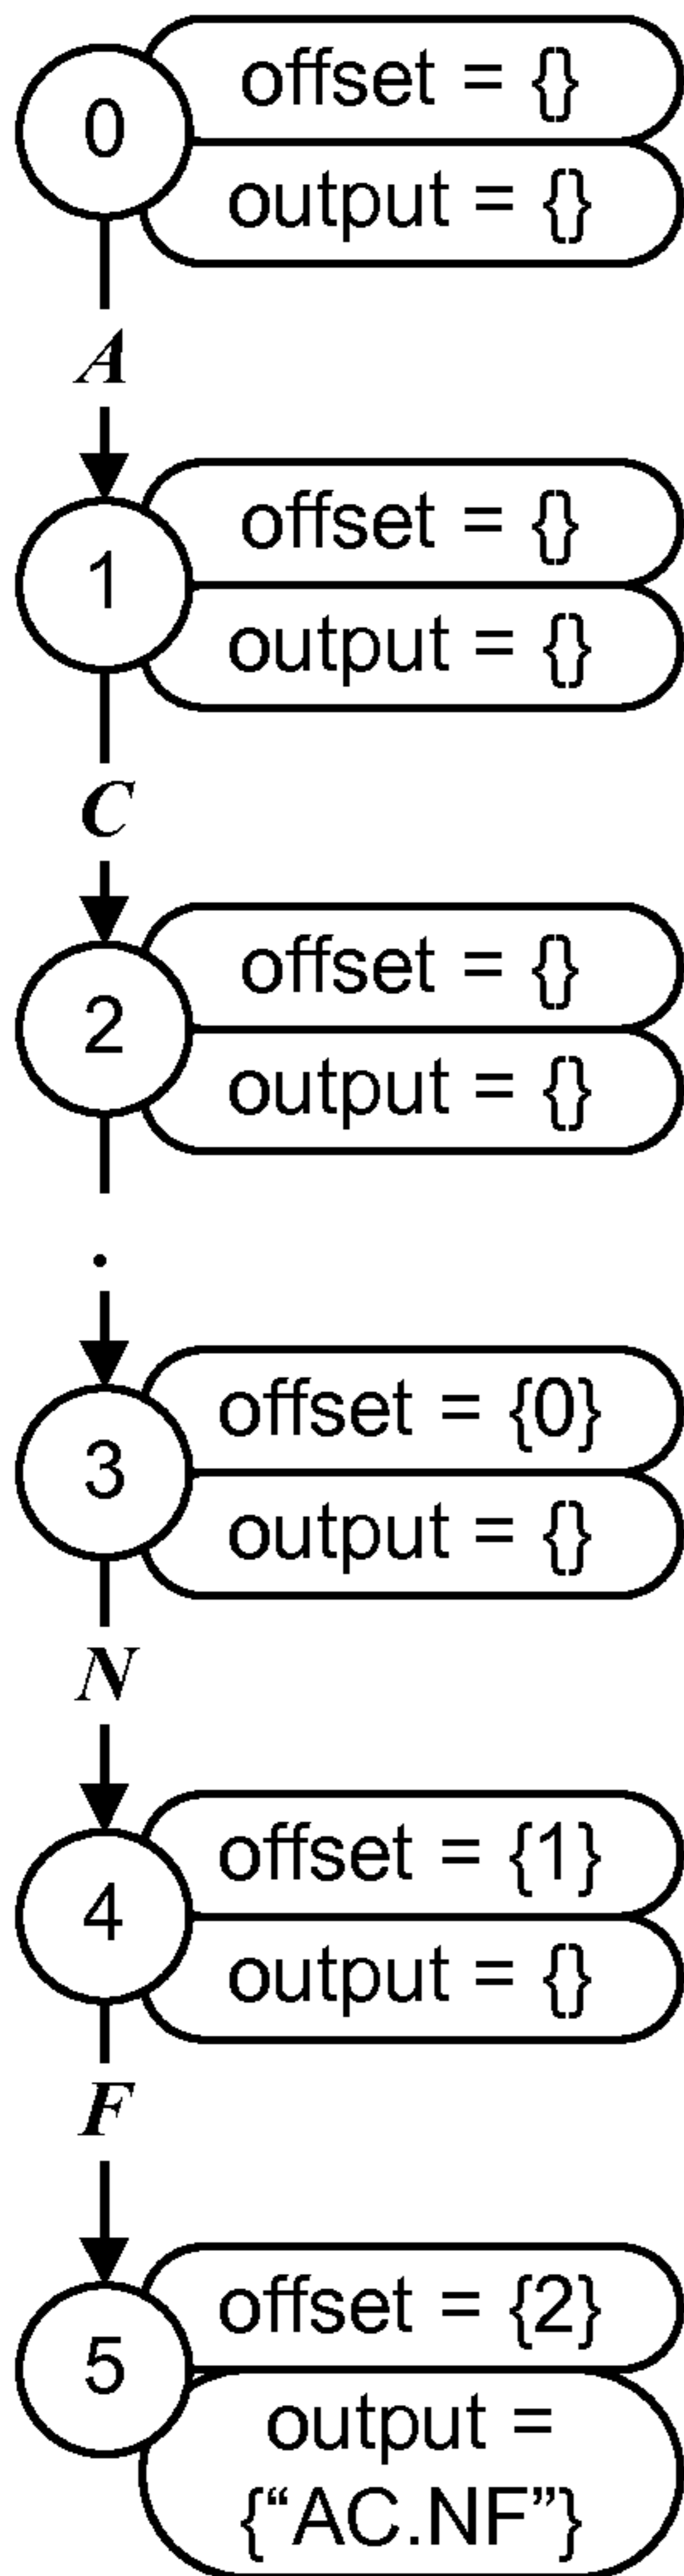 0
offset = {}
output = {}
A
1
offset = {}
output = {}
C
2
offset = {}
output = {}
.
3
offset = {0}
output = {}
N
4
offset = {1}
output = {}
F
5
offset = {2}
output =
{“AC.NF”}